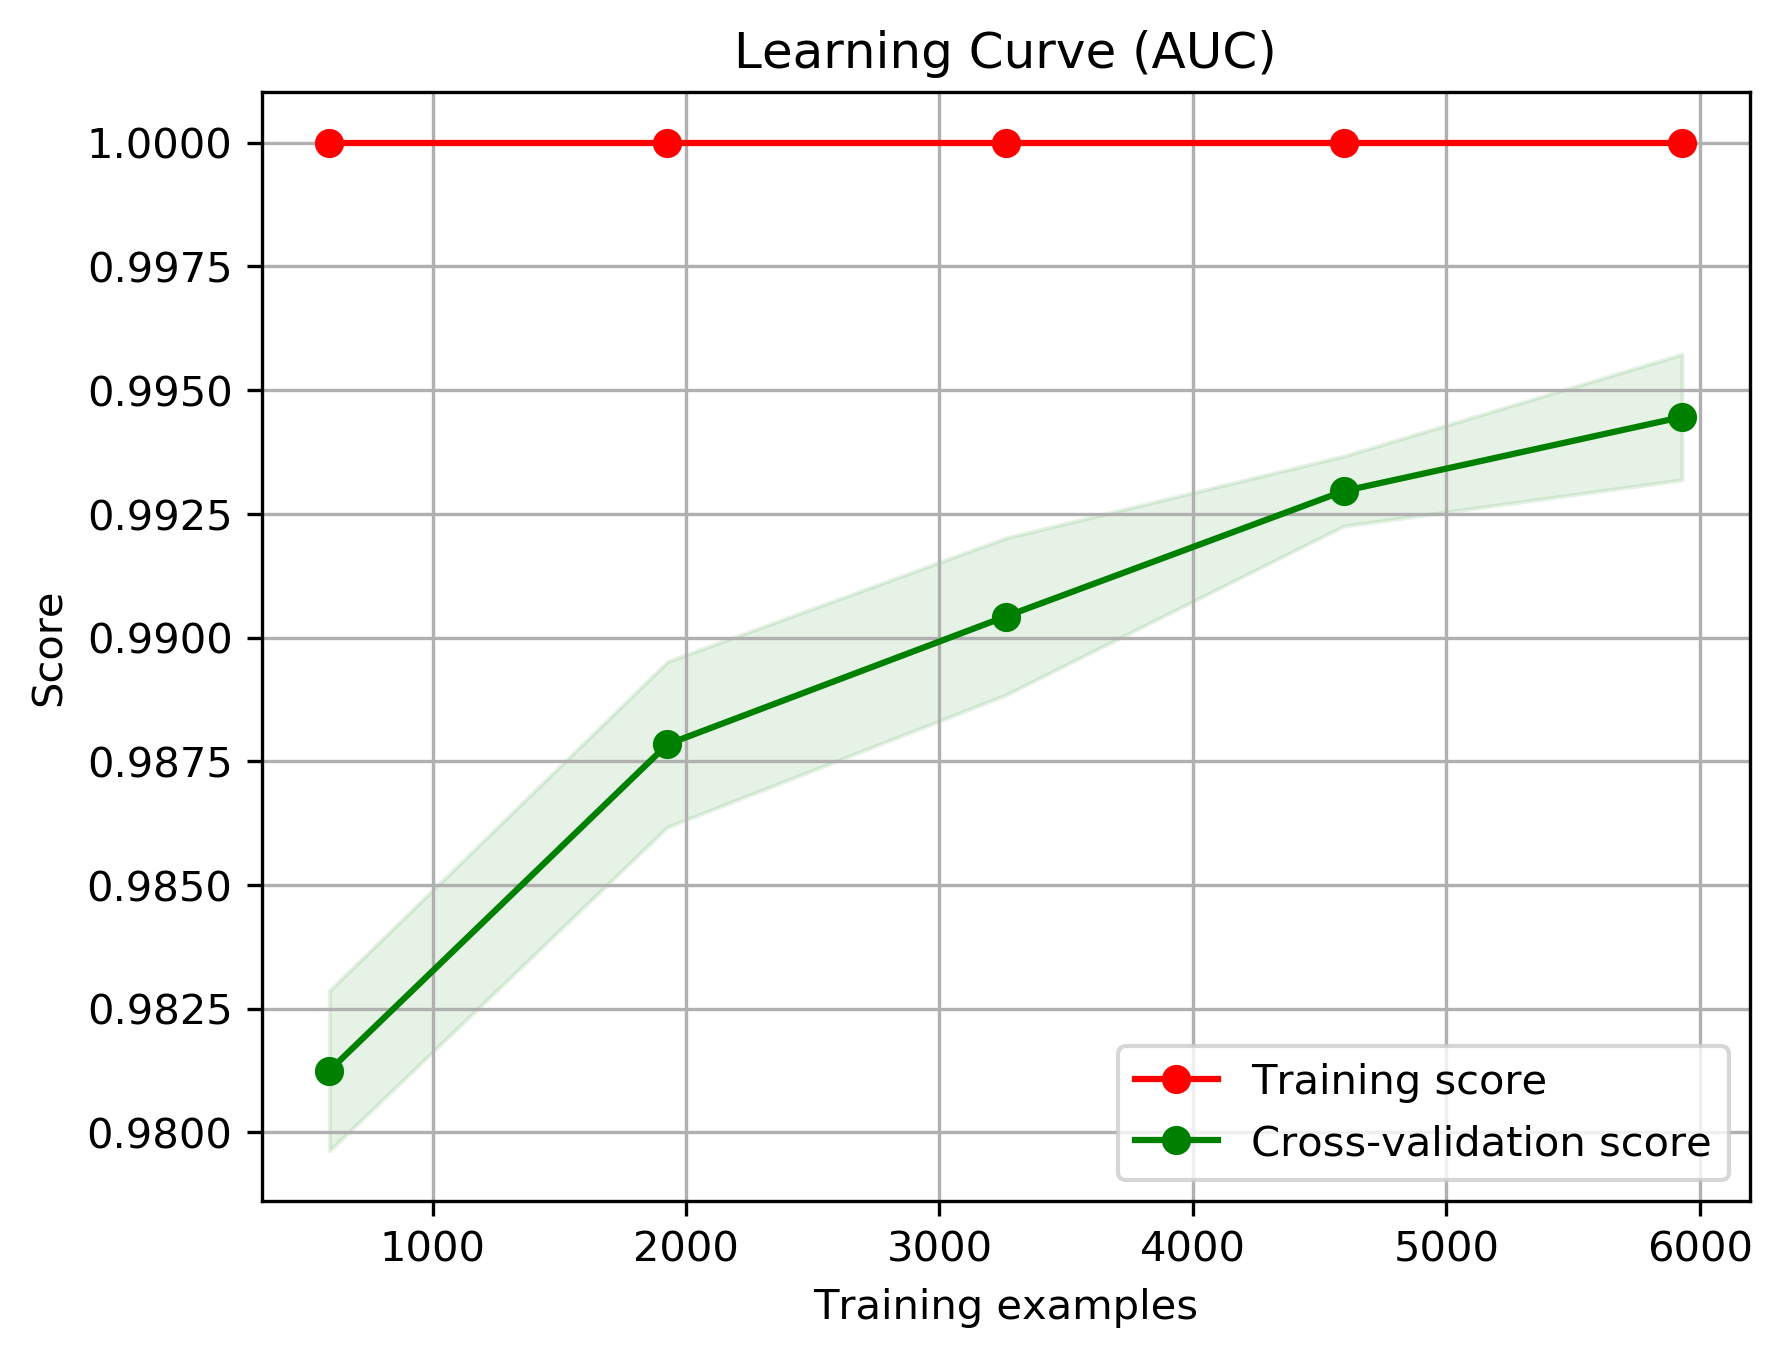 Learning Curve (AUC)
1.0000
0.9975
0.9950
0.9925
0.9900
0.9875
0.9850
0.9825
0.9800
Score
Training score
Cross-validation score
1000 2000 3000 4000 5000 6000
Training examples